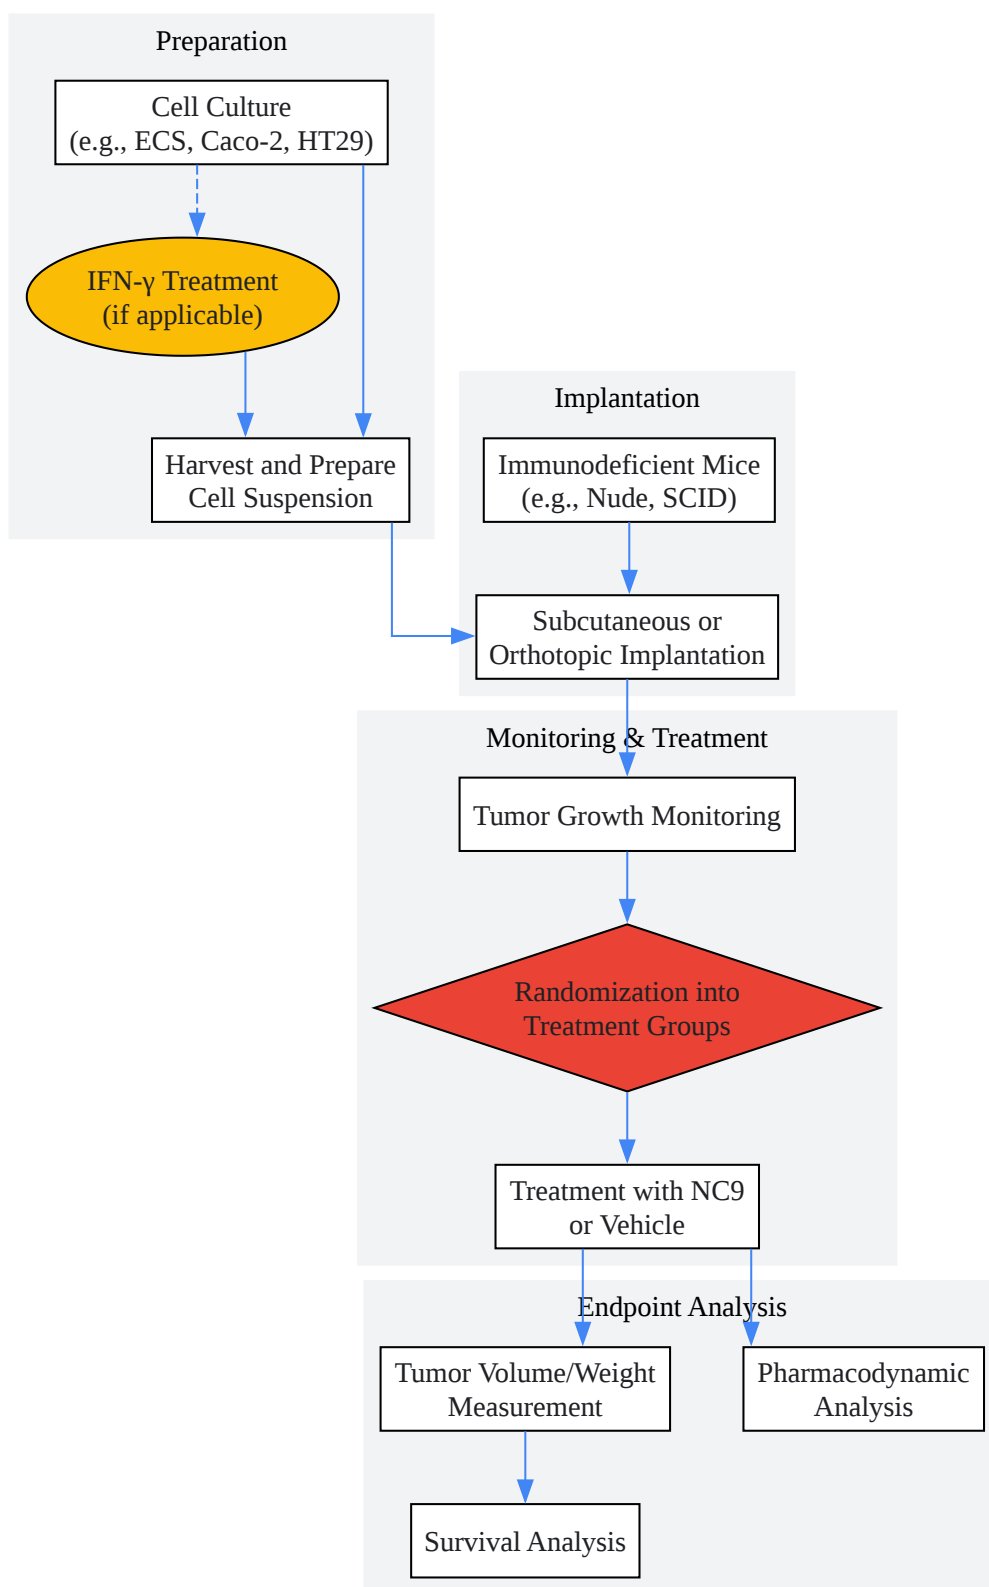 Preparation
Cell Culture
(e.g., ECS, Caco-2, HT29)
IFN-γ Treatment
(if applicable)
Harvest and Prepare
Cell Suspension
Implantation
Immunodeficient Mice
(e.g., Nude, SCID)
Subcutaneous or
Orthotopic Implantation
Monitoring & Treatment
Tumor Growth Monitoring
Randomization into
Treatment Groups
Treatment with NC9
or Vehicle
Endpoint Analysis
Tumor Volume/Weight
Measurement
Pharmacodynamic
Analysis
Survival Analysis